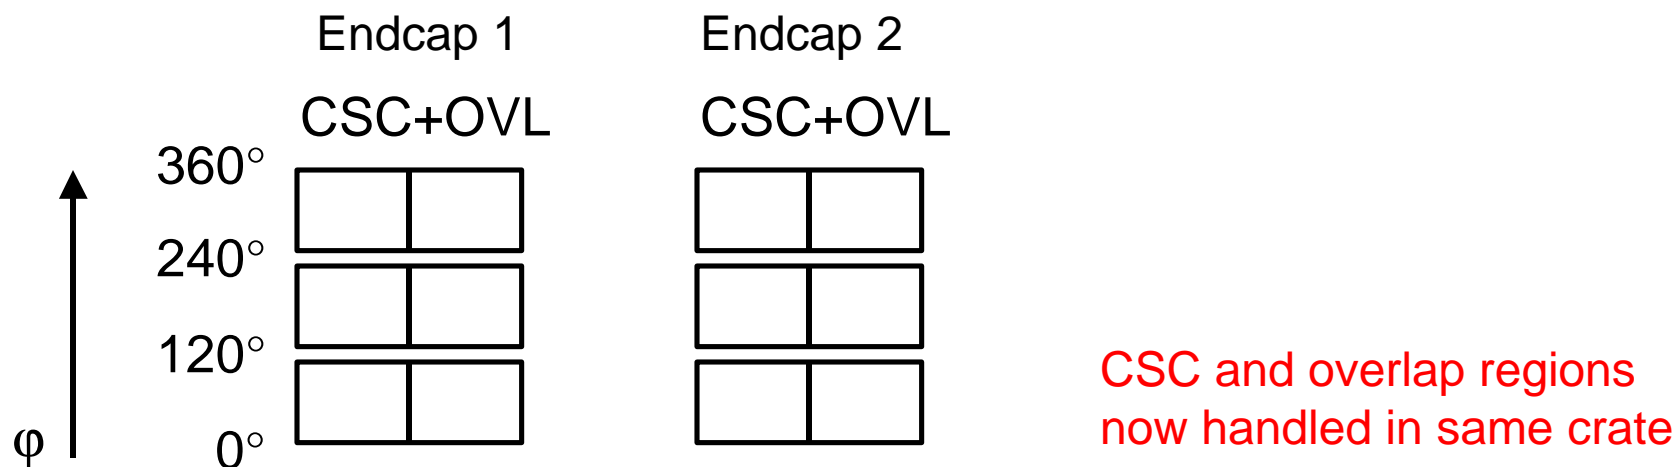 Endcap 1
Endcap 2
CSC+OVL
CSC+OVL
360°
240°
120°
0°
φ
CSC and overlap regions
now handled in same crate